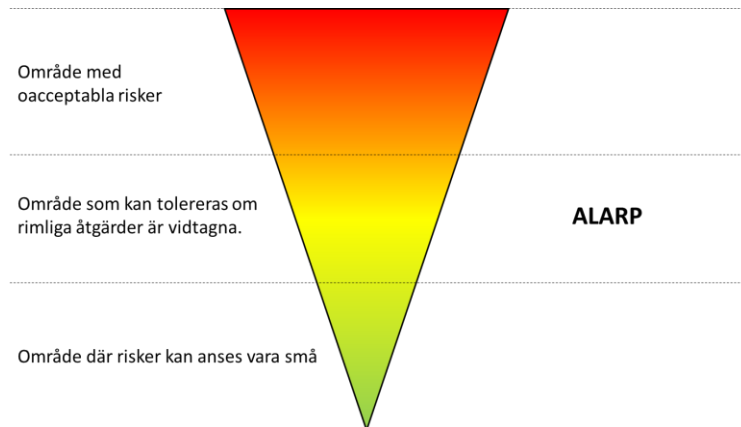 Område med
oacceptabla risker
Område som kan tolereras om
rimliga åtgärder är vidtagna.
ALARP
Område där risker kan anses vara små